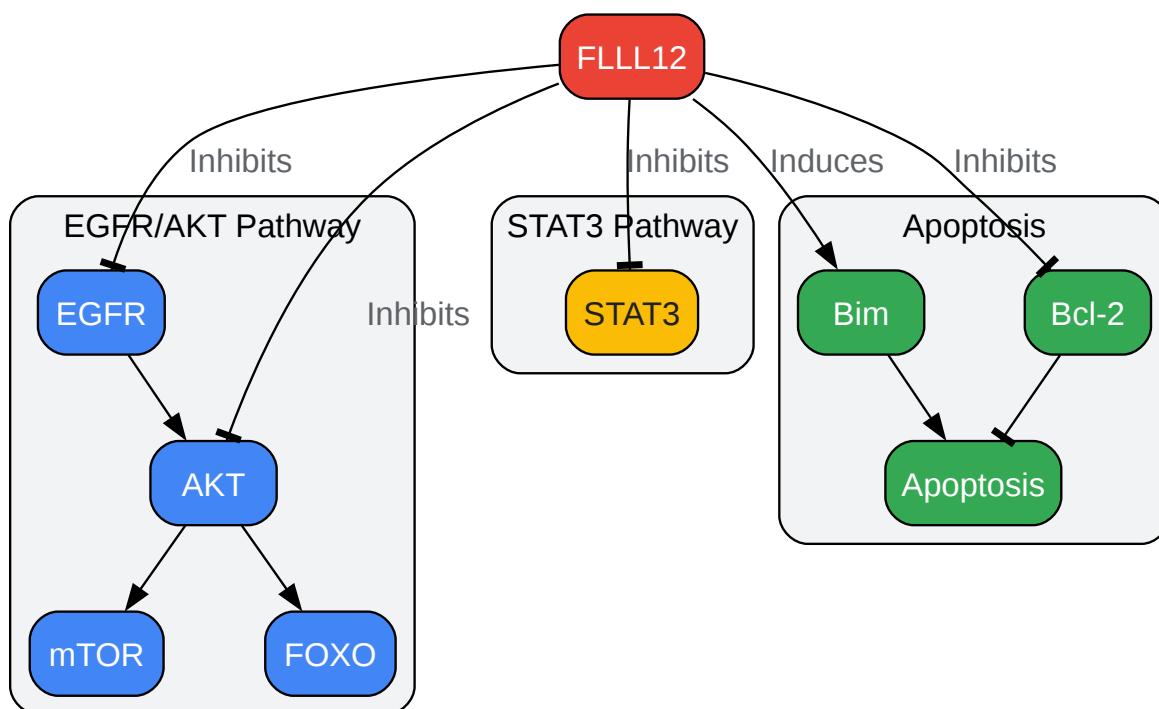 FLLL12
Inhibits
Inhibits
Induces
Inhibits
EGFR/AKT Pathway
STAT3 Pathway
Apoptosis
EGFR
Inhibits
STAT3
Bim
Bcl-2
AKT
Apoptosis
mTOR
FOXO